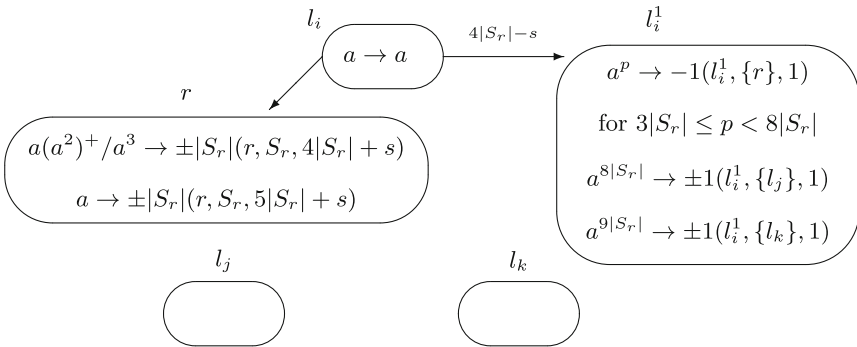 l_i
a → a
4|S_r|−s
l_i^1
a^p → −1(l_i^1, {r}, 1)
for 3|S_r| ≤ p < 8|S_r|
a^{8|S_r|} → ±1(l_i^1, {l_j}, 1)
a^{9|S_r|} → ±1(l_i^1, {l_k}, 1)
r
a(a^2)^+/a^3 → ±|S_r|(r, S_r, 4|S_r| + s)
a → ±|S_r|(r, S_r, 5|S_r| + s)
l_j
l_k